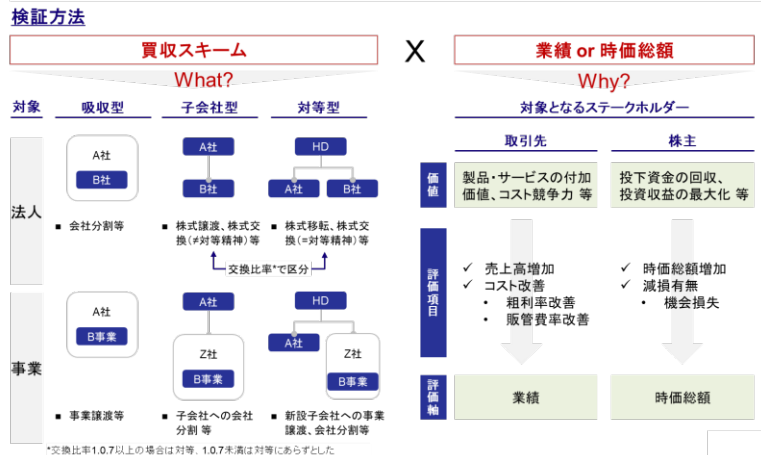 検証方法
買収スキーム
X
業績 or 時価総額
What?
Why?
対象
吸収型
子会社型
対等型
対象となるステークホルダー
取引先
株主
法人
A社
B社
A社
B社
HD
A社
B社
■ 会社分割等
■ 株式譲渡、株式交
換(≠対等精神)等
■ 株式移転、株式交
換(=対等精神)等
交換比率*で区分
価値
製品・サービスの付加
価値、コスト競争力 等
投下資金の回収、
投資収益の最大化 等
評価項目
✓ 売上高増加
✓ コスト改善
• 粗利率改善
• 販管費率改善
✓ 時価総額増加
✓ 減損有無
• 機会損失
事業
A社
B事業
A社
Z社
B事業
HD
A社
Z社
B事業
■ 事業譲渡等
■ 子会社への会社
分割 等
■ 新設子会社への事業
譲渡、会社分割等
評価軸
業績
時価総額
*交換比率1.0.7以上の場合は対等、1.0.7未満は対等にあらずとした